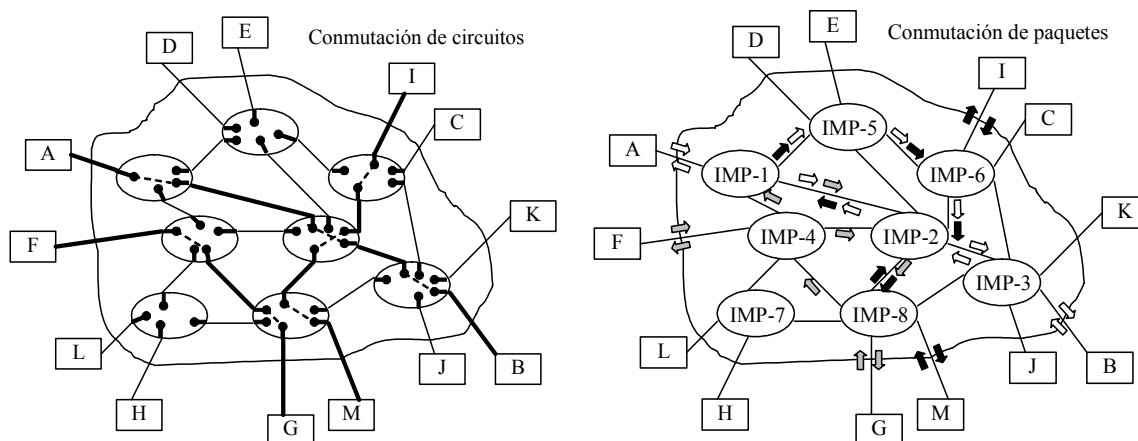 Conmutación de circuitos
E
D
I
C
A
K
F
L
B
J
H
M
G
Conmutación de paquetes
E
D
I
C
A
K
F
IMP-5
IMP-1
IMP-6
IMP-4
IMP-2
IMP-3
IMP-7
IMP-8
L
B
J
H
M
G